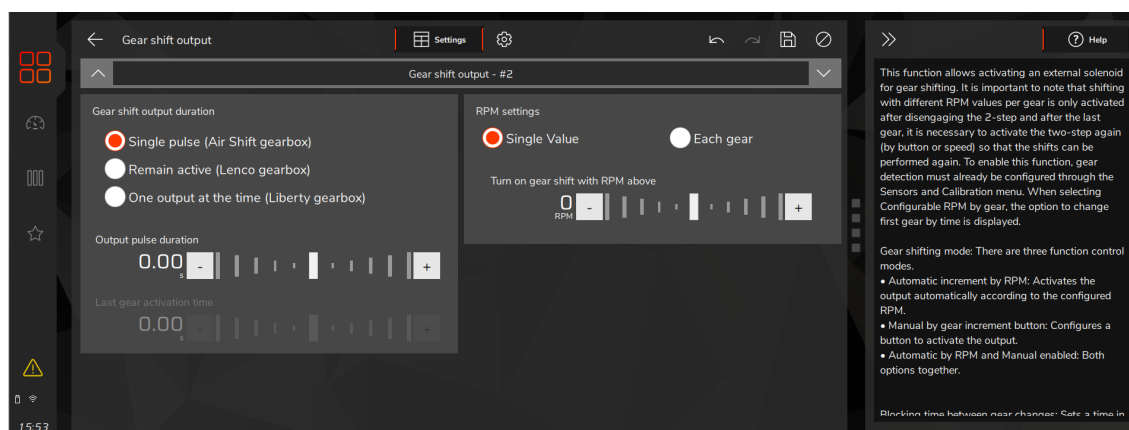 Gear shift output
Settings
Help
Gear shift output - #2
Gear shift output duration
Single pulse (Air Shift gearbox)
Remain active (Lenco gearbox)
One output at the time (Liberty gearbox)
Output pulse duration
0.00 s - +
Last gear activation time
0.00 s - +
RPM settings
Single Value
Each gear
Turn on gear shift with RPM above
0 RPM - +
This function allows activating an external solenoid
for gear shifting. It is important to note that shifting
with different RPM values per gear is only activated
after disengaging the 2-step and after the last
gear, it is necessary to activate the two-step again
(by button or speed) so that the shifts can be
performed again. To enable this function, gear
detection must already be configured through the
Sensors and Calibration menu. When selecting
Configurable RPM by gear, the option to change
first gear by time is displayed.
Gear shifting mode: There are three function control
modes.
• Automatic increment by RPM: Activates the
output automatically according to the configured
RPM.
• Manual by gear increment button: Configures a
button to activate the output.
• Automatic by RPM and Manual enabled: Both
options together.
Blocking time between gear changes: Sets a time in
15:53